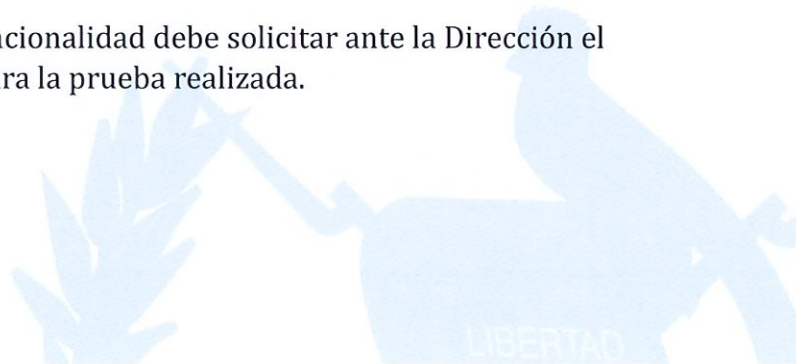 acionalidad debe solicitar ante la Dirección el
ra la prueba realizada.
LIBERTAD